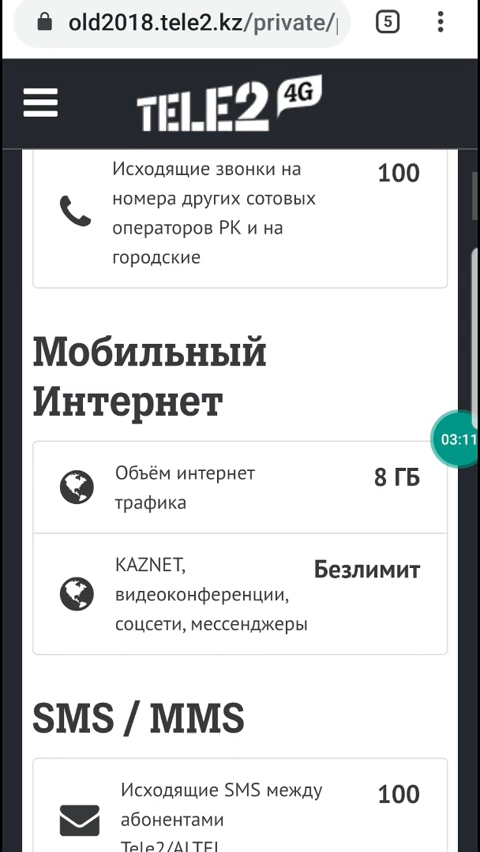 old2018.tele2.kz/private/p
5
TELE2 4G
Исходящие звонки на
номера других сотовых
операторов РК и на
городские
100
Мобильный
Интернет
Объём интернет
трафика
8 ГБ
KAZNET,
видеоконференции,
соцсети, мессенджеры
Безлимит
03:11
SMS / MMS
Исходящие SMS между
абонентами
Tele2/ALTEL
100